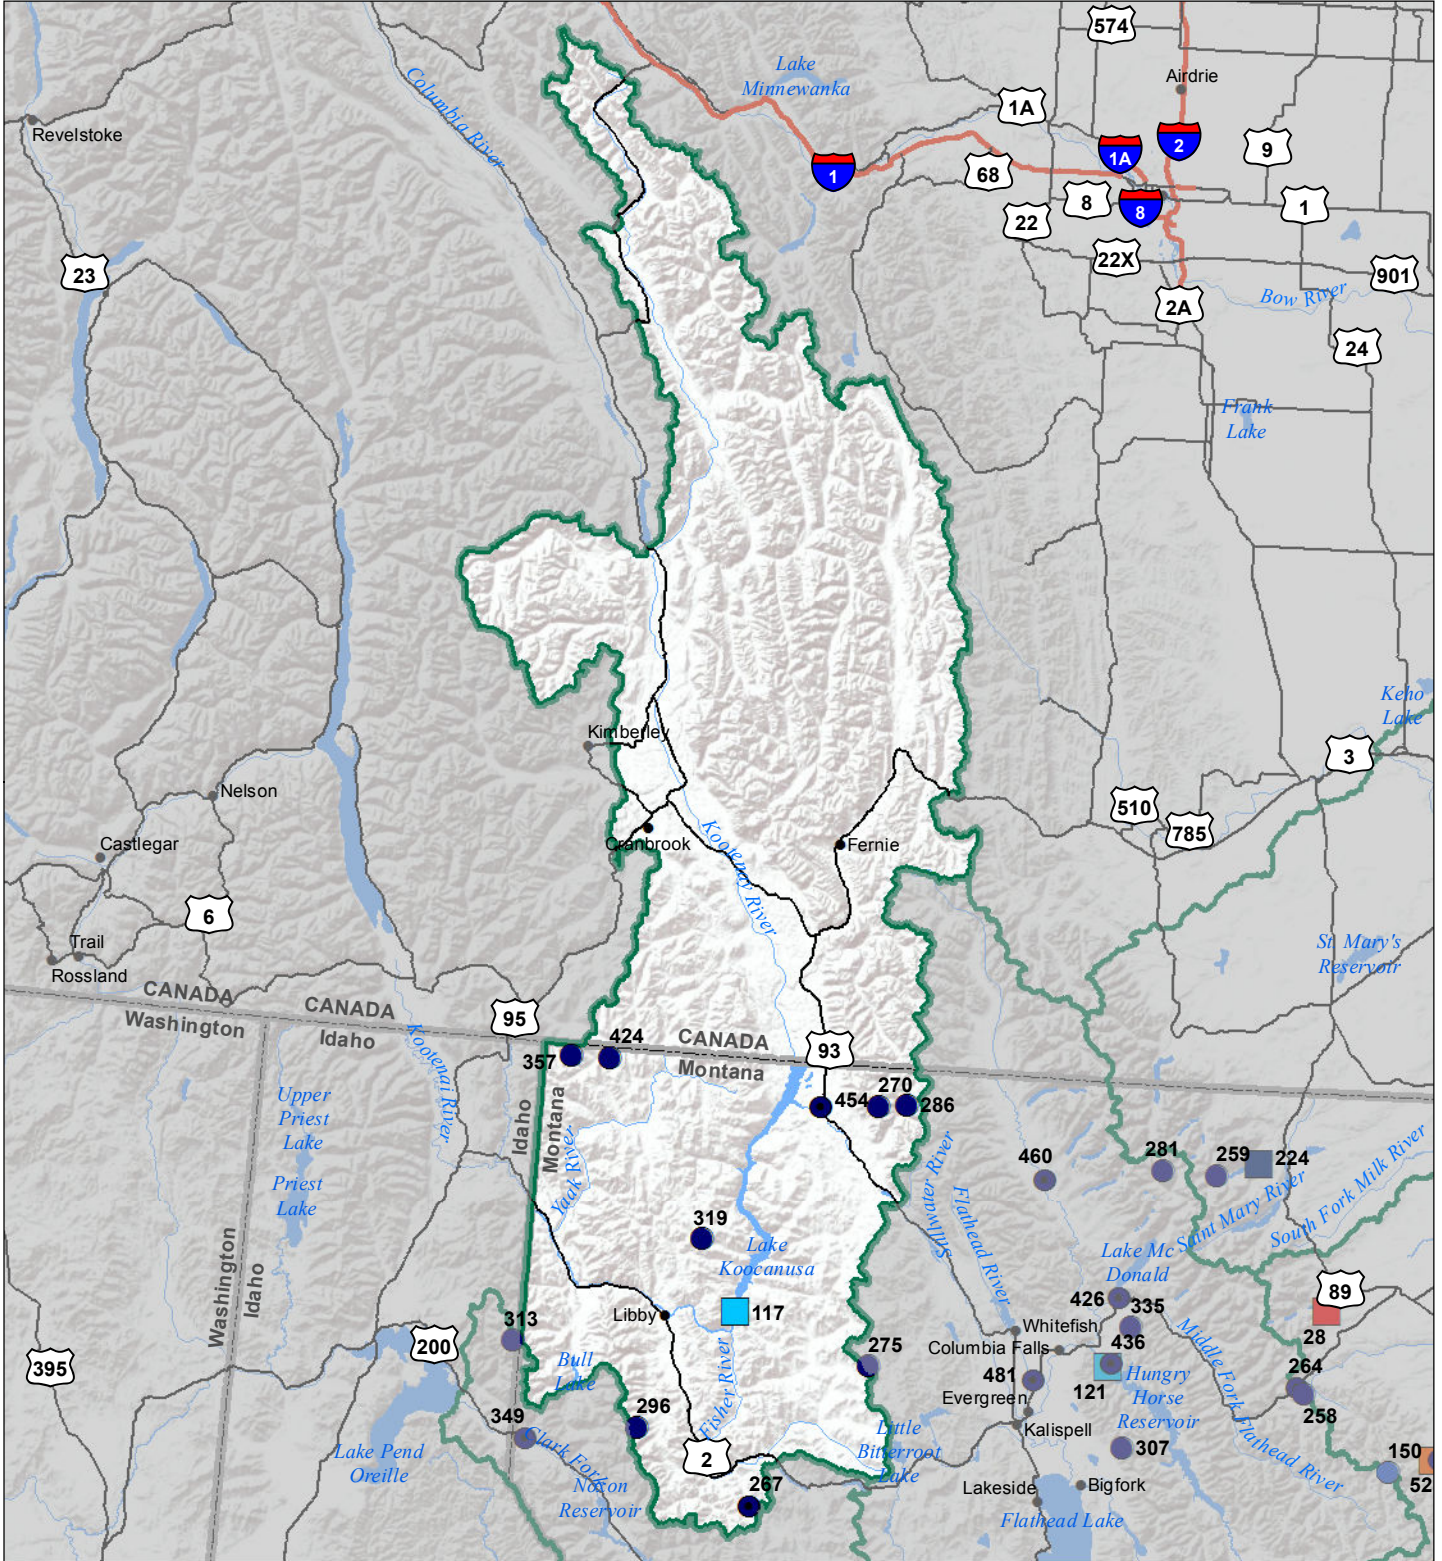 574
Airdrie
Lake
Minnewanka
Columbia River
1A
Revelstoke
1A
2
9
68
1
8
8
1
22
22X
23
901
Bow River
2A
24
Frank
Lake
Keho
Lake
Kimberley
3
Nelson
510
785
Kootenay River
Castlegar
Cranbrook
Fernie
6
Trail
Rossland
St. Mary's
Reservoir
CANADA
Washington
CANADA
Idaho
95
CANADA
Montana
93
424
357
Kootenai River
270
454
286
Upper
Priest
Lake
Priest
Lake
Idaho
Montana
Yaak River
Stillwater River
Flathead River
460
281
259
224
Saint Mary River
South Fork Milk River
319
Lake
Koocanusa
Lake Mc
Donald
Washington
Idaho
426
335
89
28
Libby
117
313
Whitefish
Columbia Falls
436
Middle Fork Flathead River
200
395
Bull
Lake
Fisher River
275
481
121
Hungry
Horse
Reservoir
264
258
Evergreen
Kalispell
349
296
Clark Fork
Little
Bitterroot
Lake
Lake Pend
Oreille
2
307
150
52
Noxon
Reservoir
267
Lakeside
Bigfork
Flathead Lake